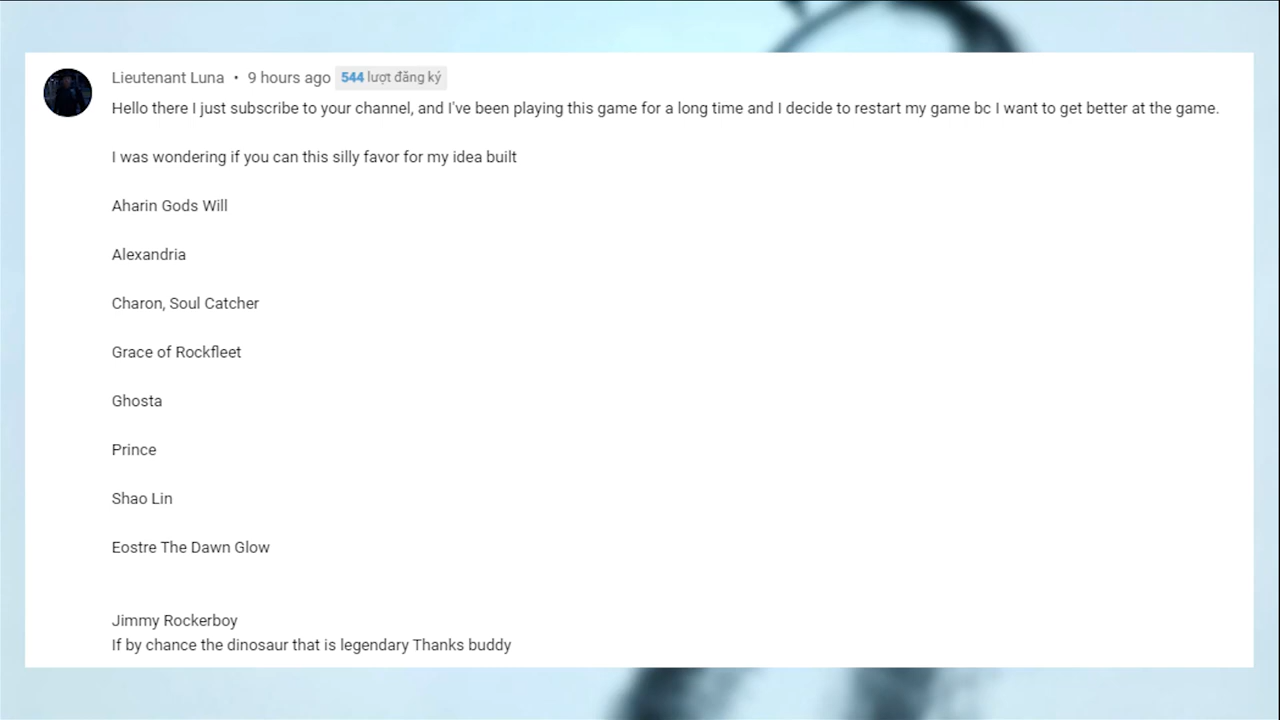 Lieutenant Luna • 9 hours ago 544 lượt đăng ký
Hello there I just subscribe to your channel, and I've been playing this game for a long time and I decide to restart my game bc I want to get better at the game.
I was wondering if you can this silly favor for my idea built
Aharin Gods Will
Alexandria
Charon, Soul Catcher
Grace of Rockfleet
Ghosta
Prince
Shao Lin
Eostre The Dawn Glow
Jimmy Rockerboy
If by chance the dinosaur that is legendary Thanks buddy